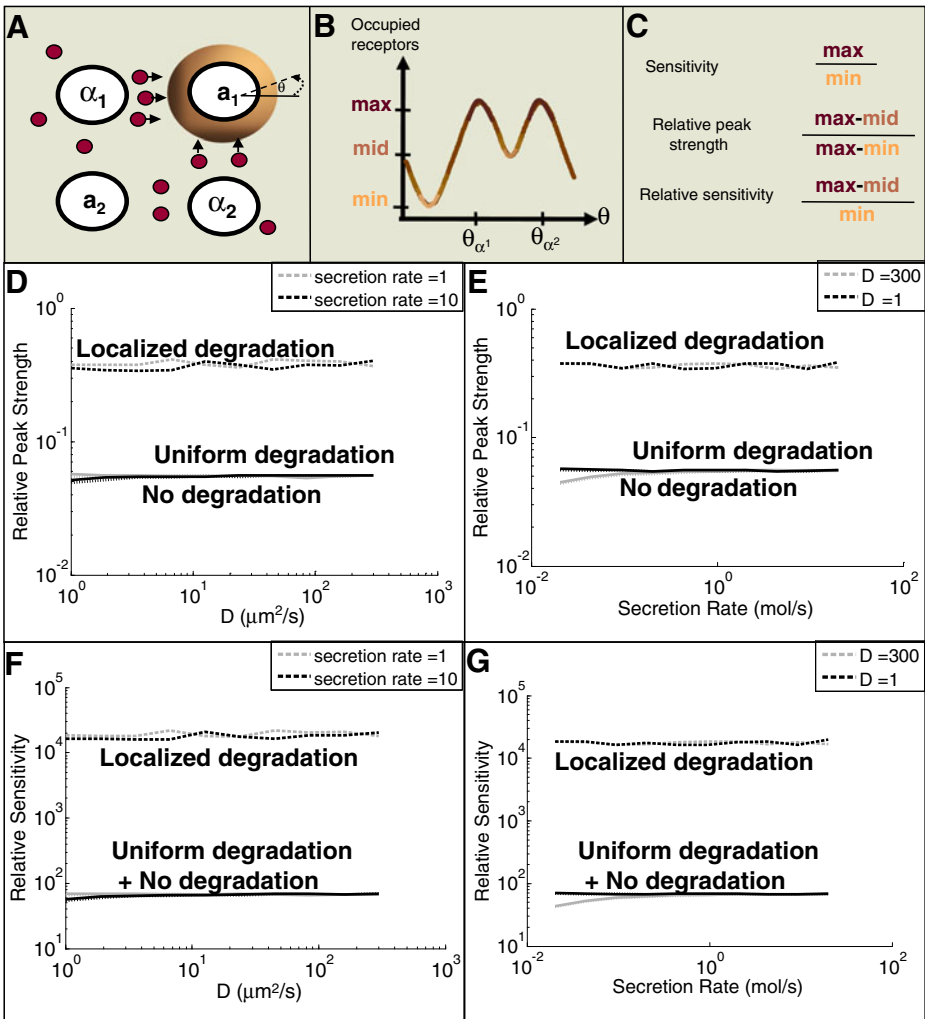 A
α1
a1
θ
a2
α2
B
Occupied
receptors
max
mid
min
θα1
θα2
θ
C
Sensitivity
max
min
Relative peak
strength
max-mid
max-min
Relative sensitivity
max-mid
min
D
secretion rate =1
secretion rate =10
Relative Peak Strength
10^0
10^-1
10^-2
Localized degradation
Uniform degradation
No degradation
10^0
10^1
10^2
10^3
D (μm²/s)
E
D =300
D =1
Relative Peak Strength
10^0
10^-1
10^-2
Localized degradation
Uniform degradation
No degradation
10^-2
10^0
10^2
Secretion Rate (mol/s)
F
secretion rate =1
secretion rate =10
Relative Sensitivity
10^5
10^4
10^3
10^2
10^1
Localized degradation
Uniform degradation
+ No degradation
10^0
10^1
10^2
10^3
D (μm²/s)
G
D =300
D =1
Relative Sensitivity
10^5
10^4
10^3
10^2
10^1
Localized degradation
Uniform degradation
+ No degradation
10^-2
10^0
10^2
Secretion Rate (mol/s)